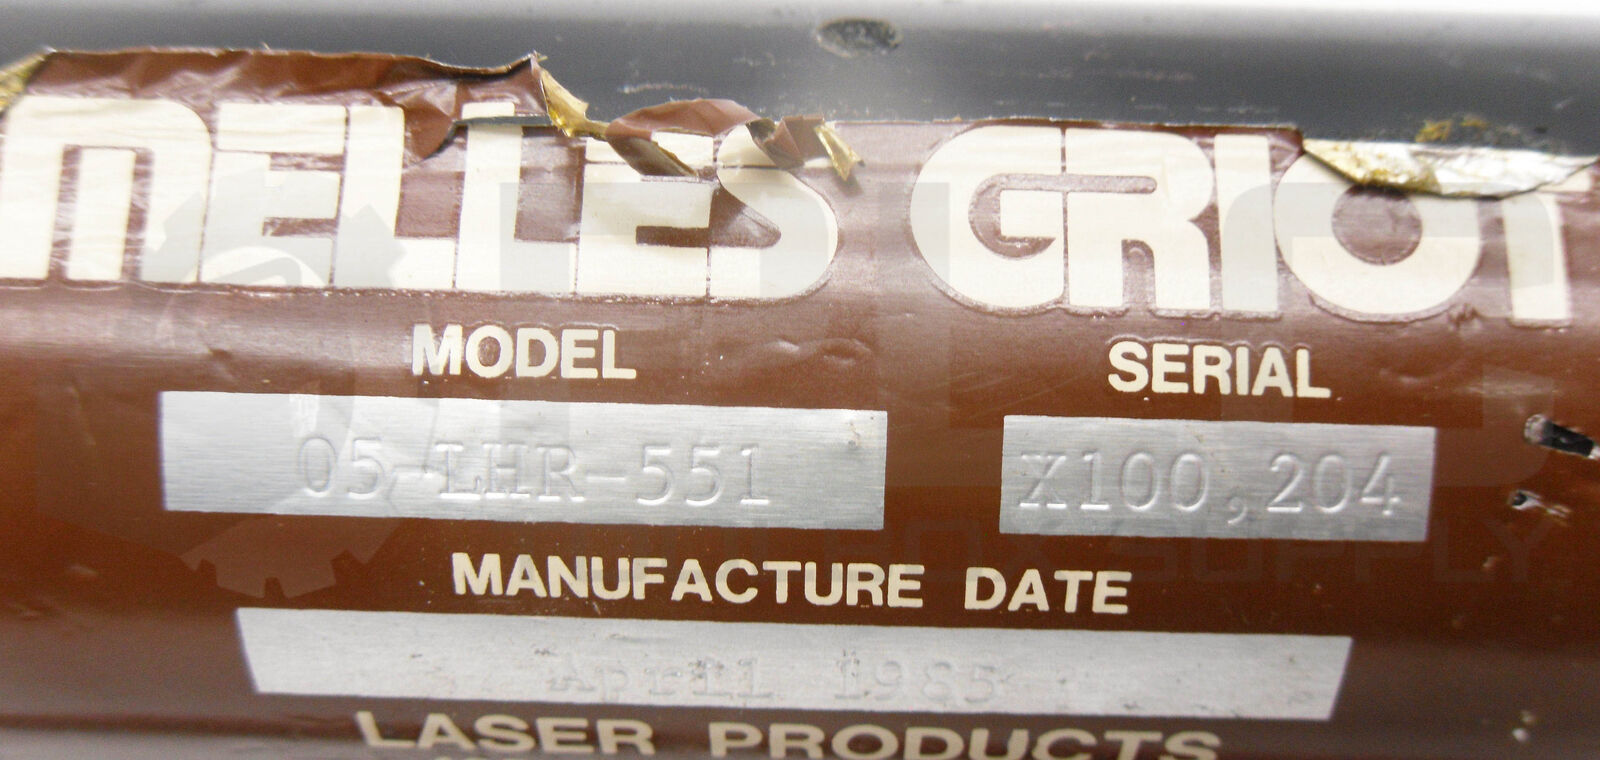 MELLES GRIOT
MODEL SERIAL
05-LHR-551 X100,204
MANUFACTURE DATE
April 1985
LASER PRODUCTS